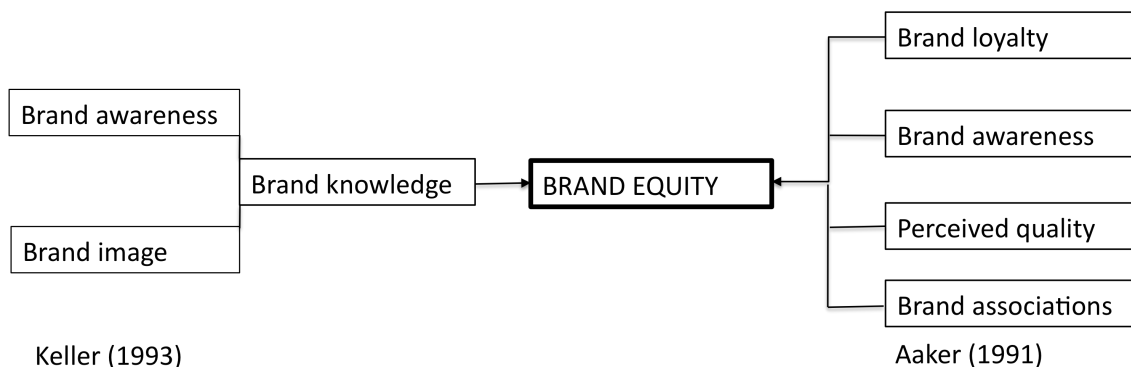 Brand loyalty
Brand awareness
Brand awareness
Brand knowledge
BRAND EQUITY
Perceived quality
Brand image
Brand associations
Keller (1993)
Aaker (1991)